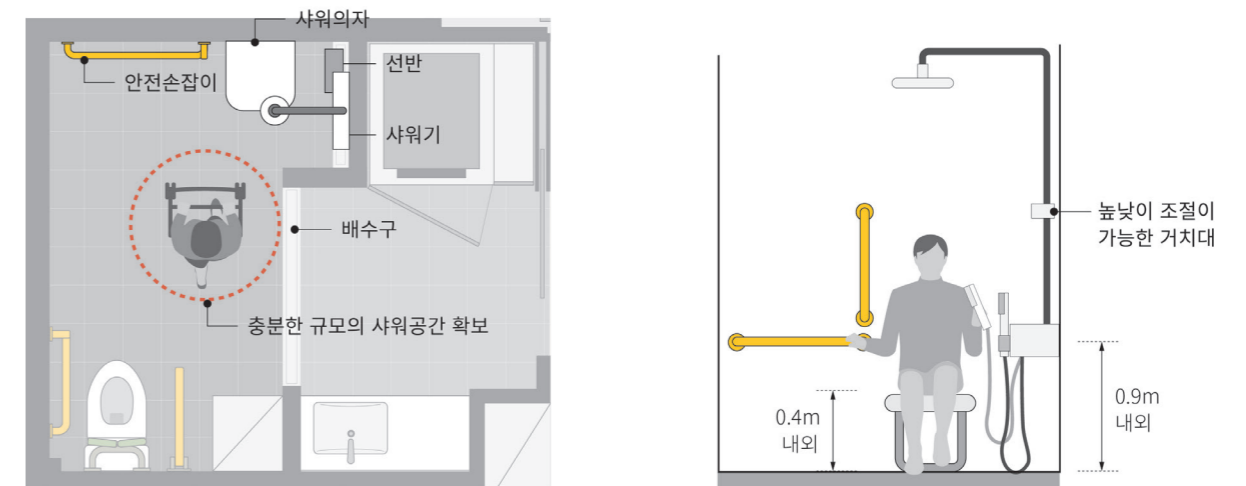 샤워의자
선반
안전손잡이
샤워기
배수구
충분한 규모의 샤워공간 확보
높낮이 조절이
가능한 거치대
0.4m
내외
0.9m
내외